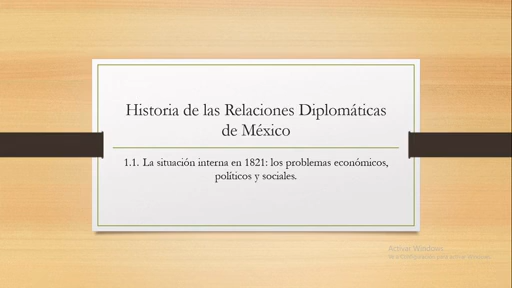 Historia de las Relaciones Diplomáticas
de México
1.1. La situación interna en 1821: los problemas económicos,
políticos y sociales.
Activar Windows